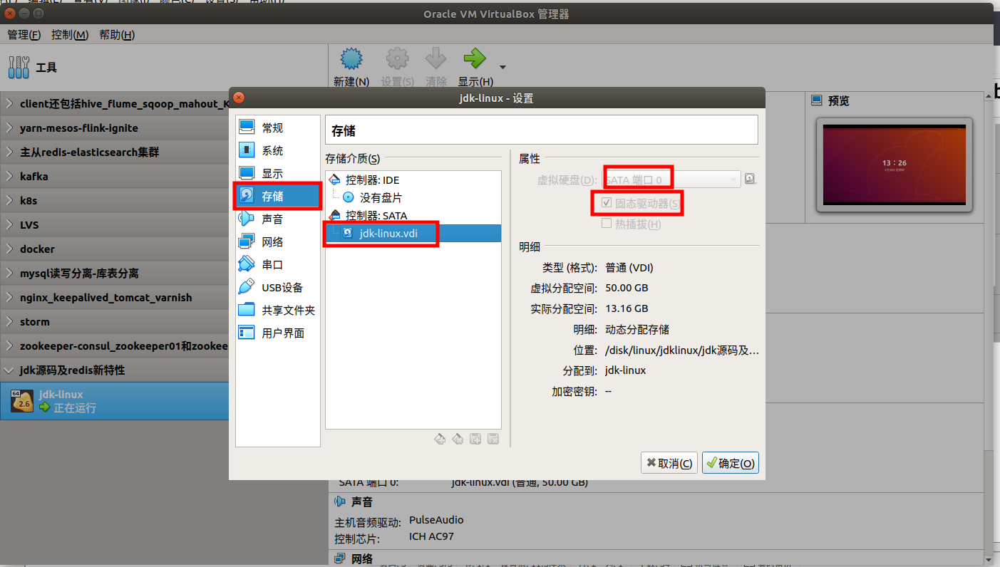 Oracle VM VirtualBox 管理器
管理(F) 控制(M) 帮助(H)
工具
新建(N) 设置(S) 清除 显示(H)
client还包括hive_flume_sqoop_mahout_K
yarn-mesos-flink-ignite
主从redis-elasticsearch集群
kafka
k8s
LVS
docker
mysql读写分离-库表分离
nginx_keepalived_tomcat_varnish
storm
zookeeper-consul_zookeeper01和zookee
jdk源码及redis新特性
64
2.6
jdk-linux
正在运行
预览
13：26
jdk-linux - 设置
常规
系统
显示
存储
声音
网络
串口
USB设备
共享文件夹
用户界面
存储
存储介质(S)
控制器: IDE
没有盘片
控制器: SATA
jdk-linux.vdi
属性
虚拟硬盘(D): SATA 端口 0
固态驱动器(S)
热插拔(H)
明细
类型 (格式): 普通 (VDI)
虚拟分配空间: 50.00 GB
实际分配空间: 13.16 GB
明细: 动态分配存储
位置: /disk/linux/jdklinux/jdk源码及...
分配到: jdk-linux
加密密钥: --
取消(C) 确定(O)
SATA 端口 0: jdk-linux.vdi (普通, 50.00 GB)
声音
主机音频驱动: PulseAudio
控制芯片: ICH AC97
网络